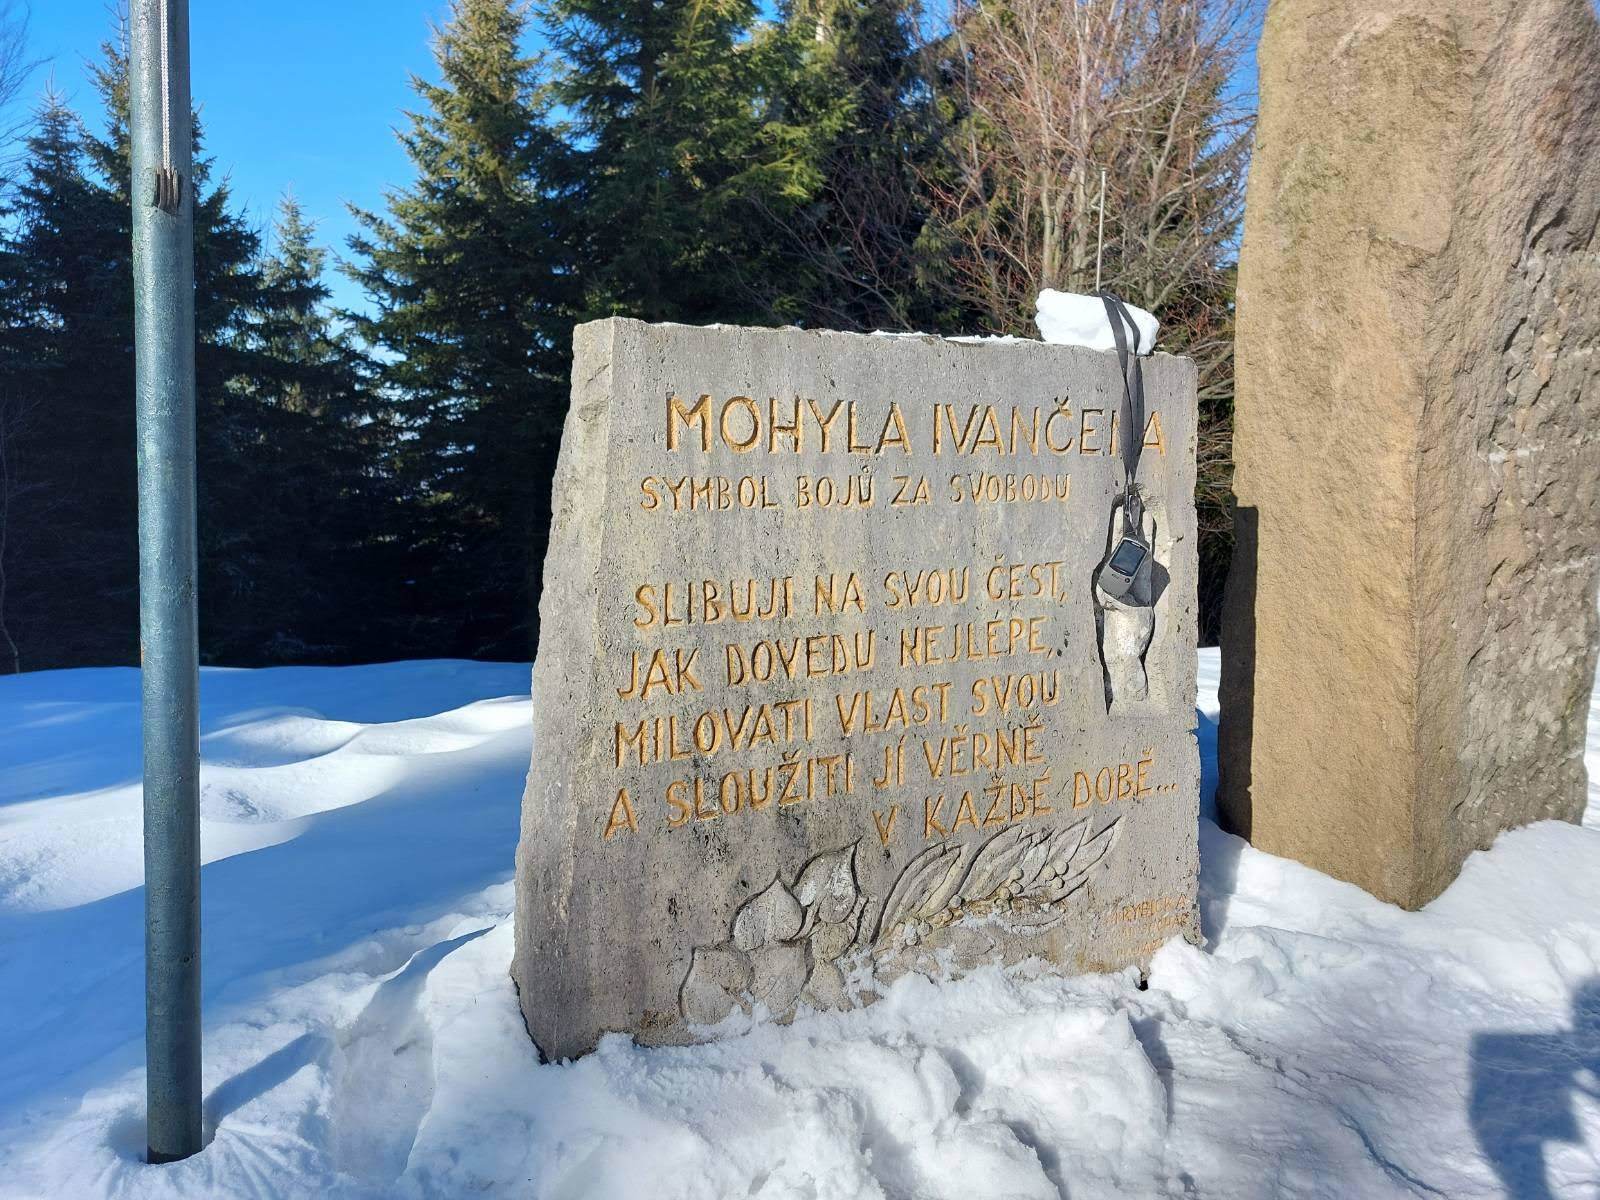 MOHYLA IVANČENA
SYMBOL BOJŮ ZA SVOBODU
SLIBUJI NA SVOU ČEST,
JAK DOVEDU NEJLÉPE,
MILOVATI VLAST SVOU
A SLOUŽITI JÍ VĚRNĚ
V KAŽDÉ DOBĚ...